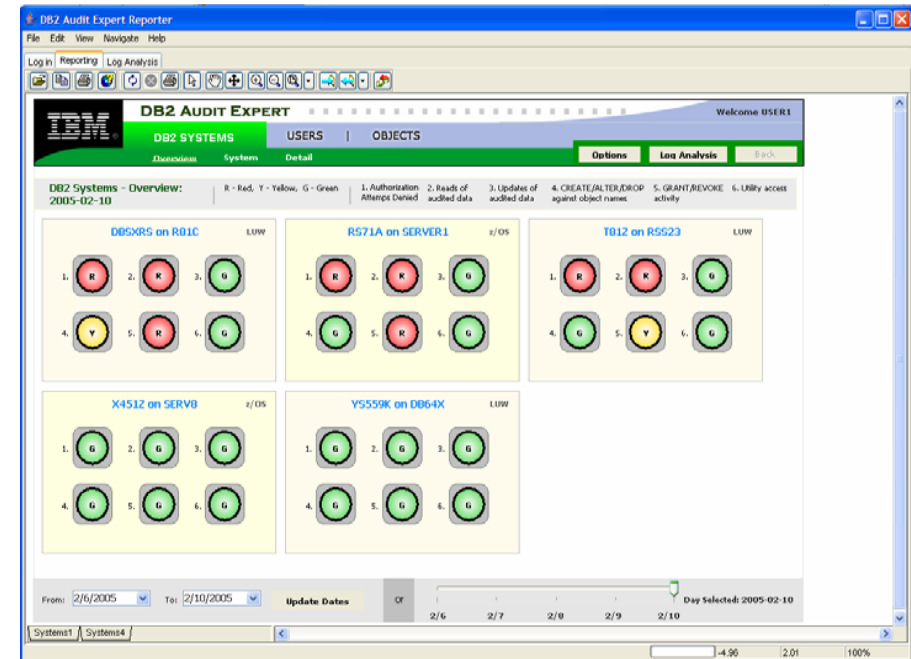 DB2 Audit Expert Reporter
File Edit View Navigate Help
Log in Reporting Log Analysis
IBM DB2 AUDIT EXPERT Welcome USER1
DB2 SYSTEMS USERS | OBJECTS
Overview System Detail Options Log Analysis Back
DB2 Systems - Overview: 2005-02-10
R - Red, Y - Yellow, G - Green
1. Authorization Attemps Denied
2. Reads of audited data
3. Updates of audited data
4. CREATE/ALTER/DROP against object names
5. GRANT/REVOKE activity
6. Utility access
DBSXRS on RB1C LUW
1. R 2. R 3. G
4. Y 5. R 6. G
RS71A on SERVER1 z/OS
1. R 2. R 3. G
4. G 5. R 6. G
TB12 on RSS23 LUW
1. R 2. R 3. G
4. G 5. Y 6. G
X451Z on SERV8 z/OS
1. G 2. G 3. G
4. G 5. G 6. G
YS559K on DB64X LUW
1. G 2. G 3. G
4. G 5. G 6. G
From: 2/6/2005 To: 2/10/2005 Update Dates or Day Selected: 2005-02-10
2/6 2/7 2/8 2/9 2/10
Systems1 Systems4
-4.96 2.01 100%